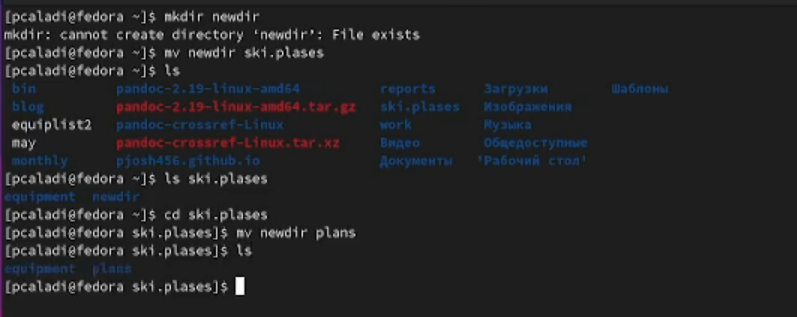 [pcaladi@fedora ~]$ mkdir newdir
mkdir: cannot create directory ‘newdir’: File exists
[pcaladi@fedora ~]$ mv newdir ski.plases
[pcaladi@fedora ~]$ ls
bin pandoc-2.19-linux-amd64 reports Загрузки Шаблоны
blog pandoc-2.19-linux-amd64.tar.gz ski.plases Изображения
equiplist2 pandoc-crossref-Linux work Музыка
may pandoc-crossref-Linux.tar.xz Видео Общедоступные
monthly pjosh456.github.io Документы 'Рабочий стол'
[pcaladi@fedora ~]$ ls ski.plases
equipment newdir
[pcaladi@fedora ~]$ cd ski.plases
[pcaladi@fedora ski.plases]$ mv newdir plans
[pcaladi@fedora ski.plases]$ ls
equipment plans
[pcaladi@fedora ski.plases]$